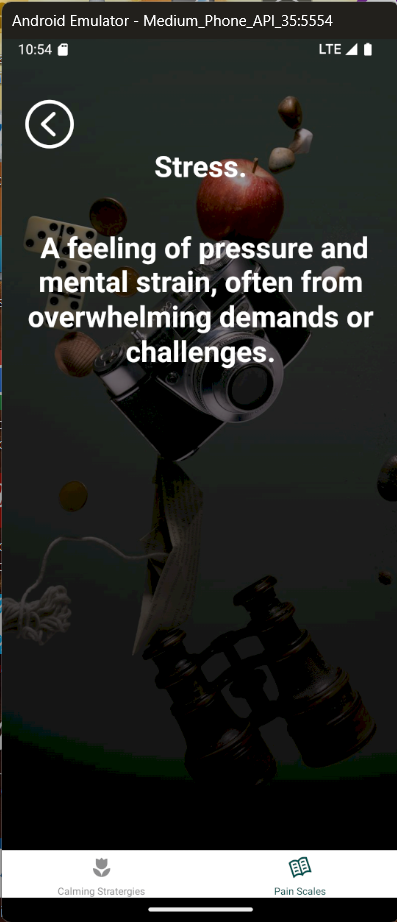 Android Emulator - Medium_Phone_API_35:5554
10:54 LTE
Stress.
A feeling of pressure and
mental strain, often from
overwhelming demands or
challenges.
Calming Stratergies Pain Scales